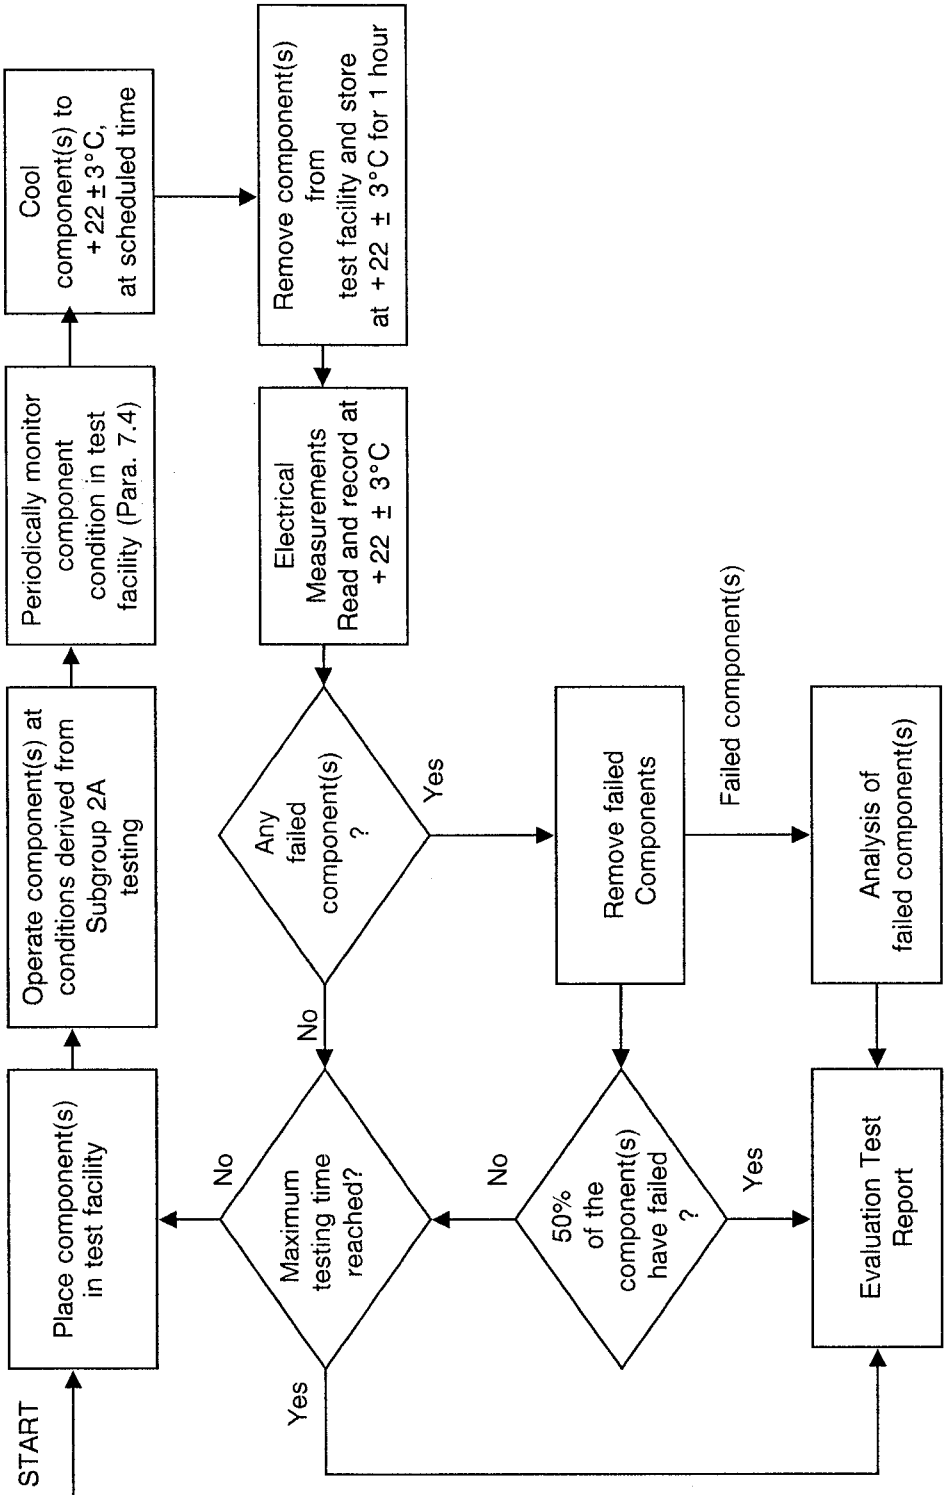 START
Place component(s)
in test facility
Operate component(s) at
conditions derived from
Subgroup 2A
testing
Periodically monitor
component
condition in test
facility (Para. 7.4)
Cool
component(s) to
+22 ±3°C,
at scheduled time
Remove component(s)
from
test facility and store
at +22 ± 3°C for 1 hour
Electrical
Measurements
Read and record at
+22 ± 3°C
Any
failed
component(s)
?
No
Yes
Maximum
testing time
reached?
No
Yes
Remove failed
Components
Failed component(s)
50%
of the
component(s)
have failed
?
No
Yes
Analysis of
failed component(s)
Evaluation Test
Report